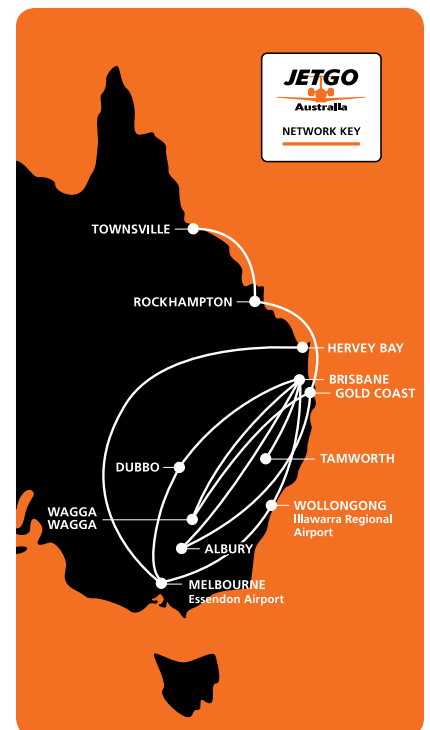 JETGO
Australia
NETWORK KEY
TOWNSVILLE
ROCKHAMPTON
HERVEY BAY
BRISBANE
GOLD COAST
DUBBO
TAMWORTH
WAGGA
WAGGA
WOLLONGONG
Illawarra Regional
Airport
ALBURY
MELBOURNE
Essendon Airport